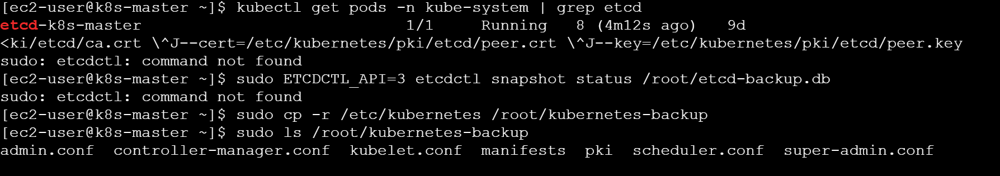 [ec2-user@k8s-master ~]$ kubectl get pods -n kube-system | grep etcd
etcd-k8s-master                            1/1     Running   8 (4m12s ago)   9d
<ki/etcd/ca.crt \^J--cert=/etc/kubernetes/pki/etcd/peer.crt \^J--key=/etc/kubernetes/pki/etcd/peer.key
sudo: etcdctl: command not found
[ec2-user@k8s-master ~]$ sudo ETCDCTL_API=3 etcdctl snapshot status /root/etcd-backup.db
sudo: etcdctl: command not found
[ec2-user@k8s-master ~]$ sudo cp -r /etc/kubernetes /root/kubernetes-backup
[ec2-user@k8s-master ~]$ sudo ls /root/kubernetes-backup
admin.conf  controller-manager.conf  kubelet.conf  manifests  pki  scheduler.conf  super-admin.conf